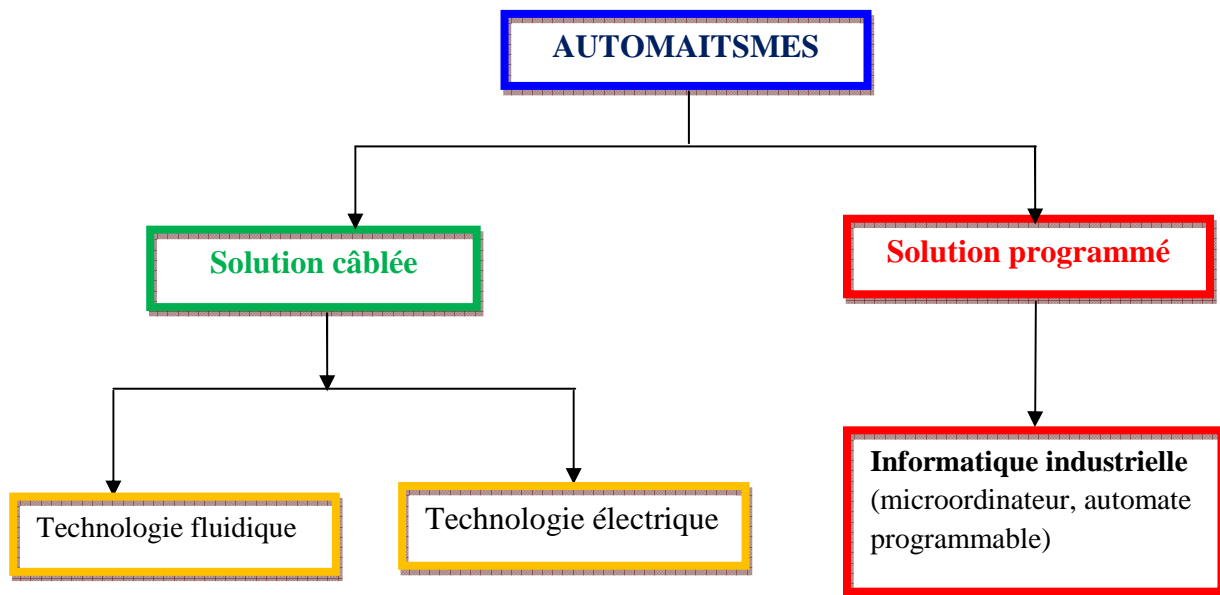 AUTOMAITSMES
Solution câblée
Solution programmé
Technologie fluidique
Technologie électrique
Informatique industrielle
(microordinateur, automate
programmable)